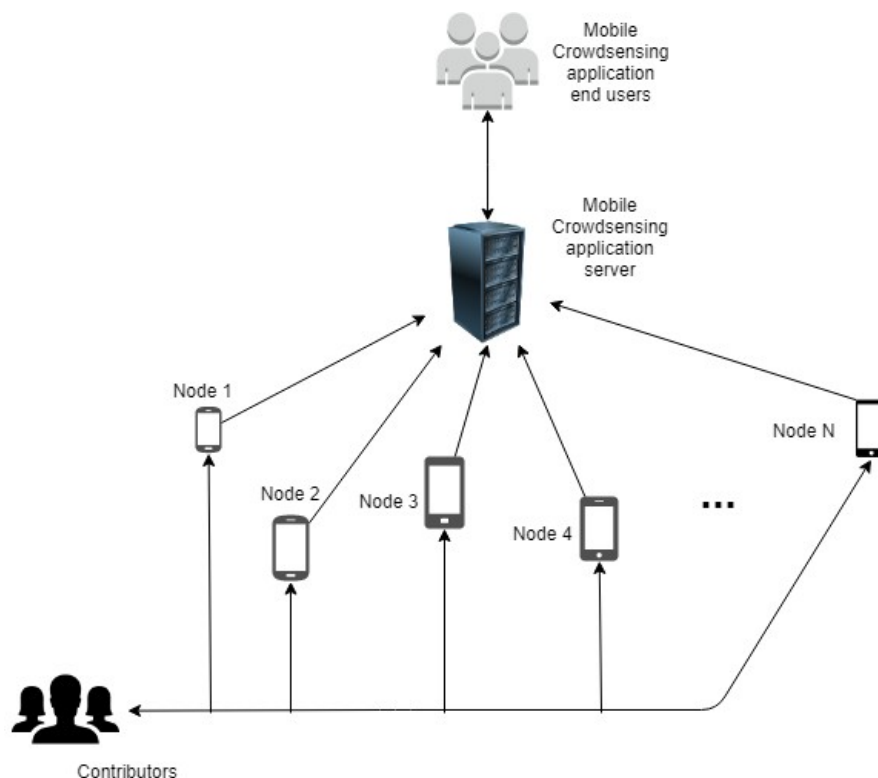 Mobile
Crowdsensing
application
end users
Mobile
Crowdsensing
application
server
Node 1
Node N
Node 2
Node 3
...
Node 4
Contributors